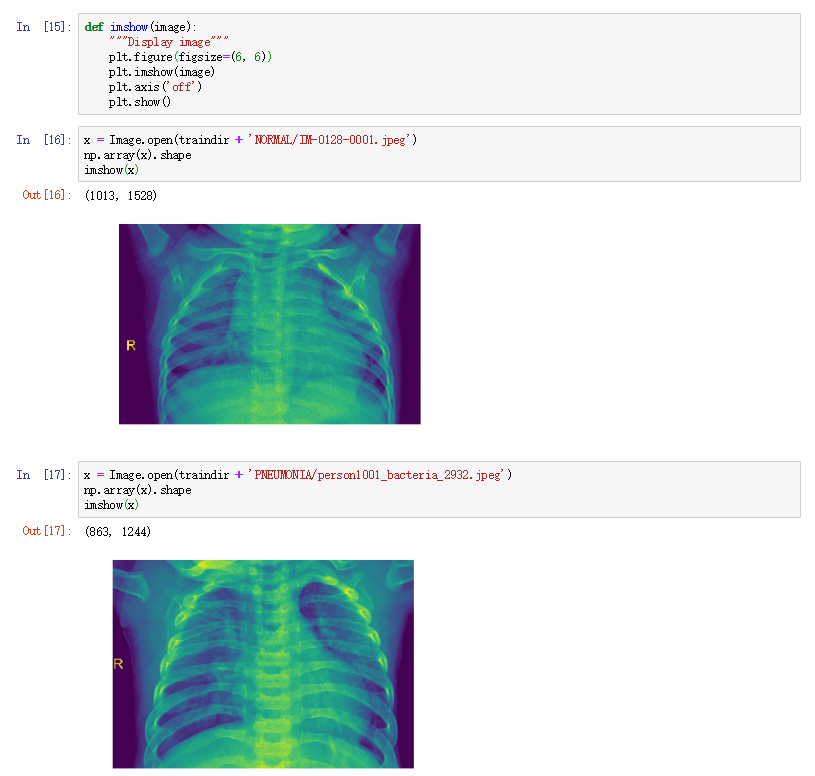 In [15]: def imshow(image):
"""Display image"""
plt.figure(figsize=(6, 6))
plt.imshow(image)
plt.axis('off')
plt.show()
In [16]: x = Image.open(traindir + 'NORMAL/IM-0128-0001.jpeg')
np.array(x).shape
imshow(x)
Out[16]: (1013, 1528)
R
In [17]: x = Image.open(traindir + 'PNEUMONIA/person1001_bacteria_2932.jpeg')
np.array(x).shape
imshow(x)
Out[17]: (863, 1244)
R